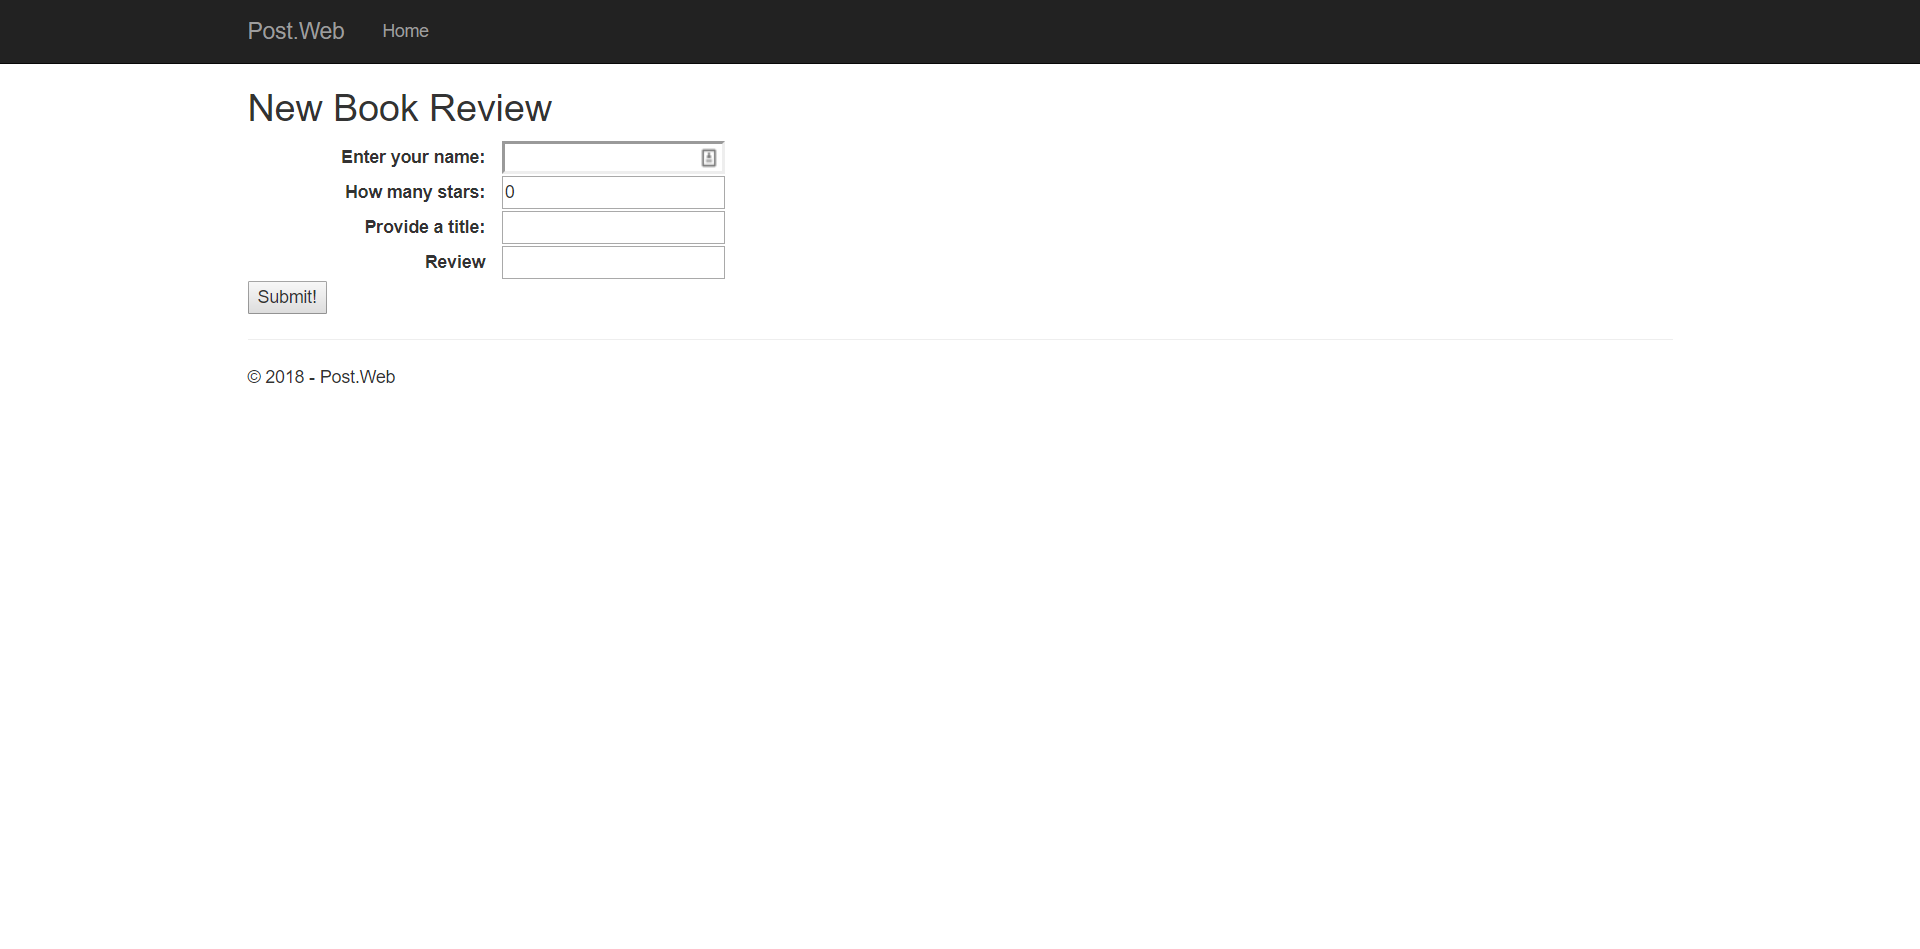 Post.Web Home
New Book Review
Enter your name:
How many stars: 0
Provide a title:
Review
Submit!
© 2018 - Post.Web